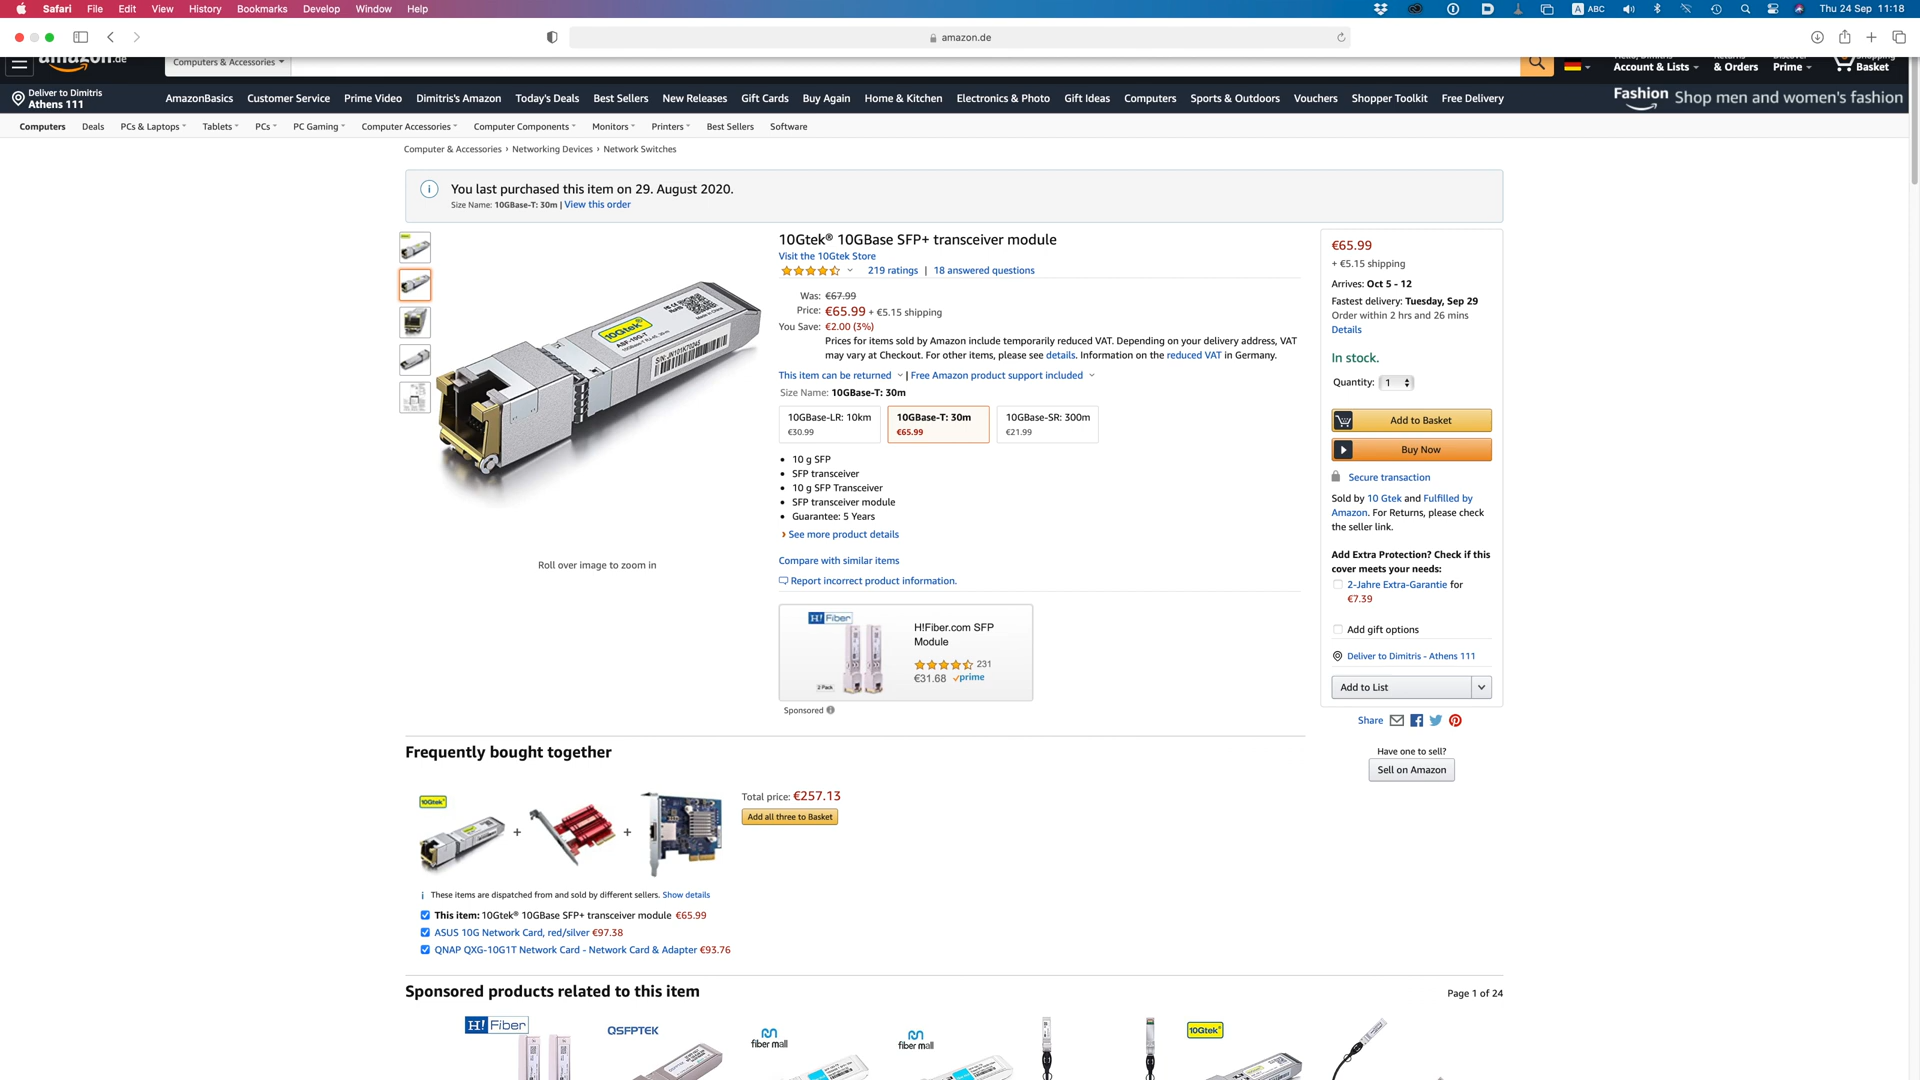 Safari File Edit View History Bookmarks Develop Window Help
A ABC Thu 24 Sep 11:18
amazon.de
amazon.de Computers & Accessories
Account & Lists & Orders Prime Basket
Deliver to Dimitris
Athens 111
AmazonBasics Customer Service Prime Video Dimitris's Amazon Today's Deals Best Sellers New Releases Gift Cards Buy Again Home & Kitchen Electronics & Photo Gift Ideas Computers Sports & Outdoors Vouchers Shopper Toolkit Free Delivery
Fashion Shop men and women's fashion
Computers Deals PCs & Laptops Tablets PCs PC Gaming Computer Accessories Computer Components Monitors Printers Best Sellers Software
Computer & Accessories › Networking Devices › Network Switches
You last purchased this item on 29. August 2020.
Size Name: 10GBase-T: 30m | View this order
10Gtek® 10GBase SFP+ transceiver module
Visit the 10Gtek Store
219 ratings | 18 answered questions
Was: €67.99
Price: €65.99 + €5.15 shipping
You Save: €2.00 (3%)
Prices for items sold by Amazon include temporarily reduced VAT. Depending on your delivery address, VAT
may vary at Checkout. For other items, please see details. Information on the reduced VAT in Germany.
This item can be returned | Free Amazon product support included
Size Name: 10GBase-T: 30m
10GBase-LR: 10km
€30.99
10GBase-T: 30m
€65.99
10GBase-SR: 300m
€21.99
• 10 g SFP
• SFP transceiver
• 10 g SFP Transceiver
• SFP transceiver module
• Guarantee: 5 Years
› See more product details
Compare with similar items
Report incorrect product information.
10Gtek
ASF-10G-T
Roll over image to zoom in
H!Fiber
2 Pack
H!Fiber.com SFP
Module
231
€31.68 prime
Sponsored
€65.99
+ €5.15 shipping
Arrives: Oct 5 - 12
Fastest delivery: Tuesday, Sep 29
Order within 2 hrs and 26 mins
Details
In stock.
Quantity: 1
Add to Basket
Buy Now
Secure transaction
Sold by 10 Gtek and Fulfilled by
Amazon. For Returns, please check
the seller link.
Add Extra Protection? Check if this
cover meets your needs:
2-Jahre Extra-Garantie for
€7.39
Add gift options
Deliver to Dimitris - Athens 111
Add to List
Share
Have one to sell?
Sell on Amazon
Frequently bought together
10Gtek
+ +
Total price: €257.13
Add all three to Basket
i These items are dispatched from and sold by different sellers. Show details
This item: 10Gtek® 10GBase SFP+ transceiver module €65.99
ASUS 10G Network Card, red/silver €97.38
QNAP QXG-10G1T Network Card - Network Card & Adapter €93.76
Sponsored products related to this item
Page 1 of 24
H! Fiber
QSFPTEK
fiber mall
fiber mall
10Gtek